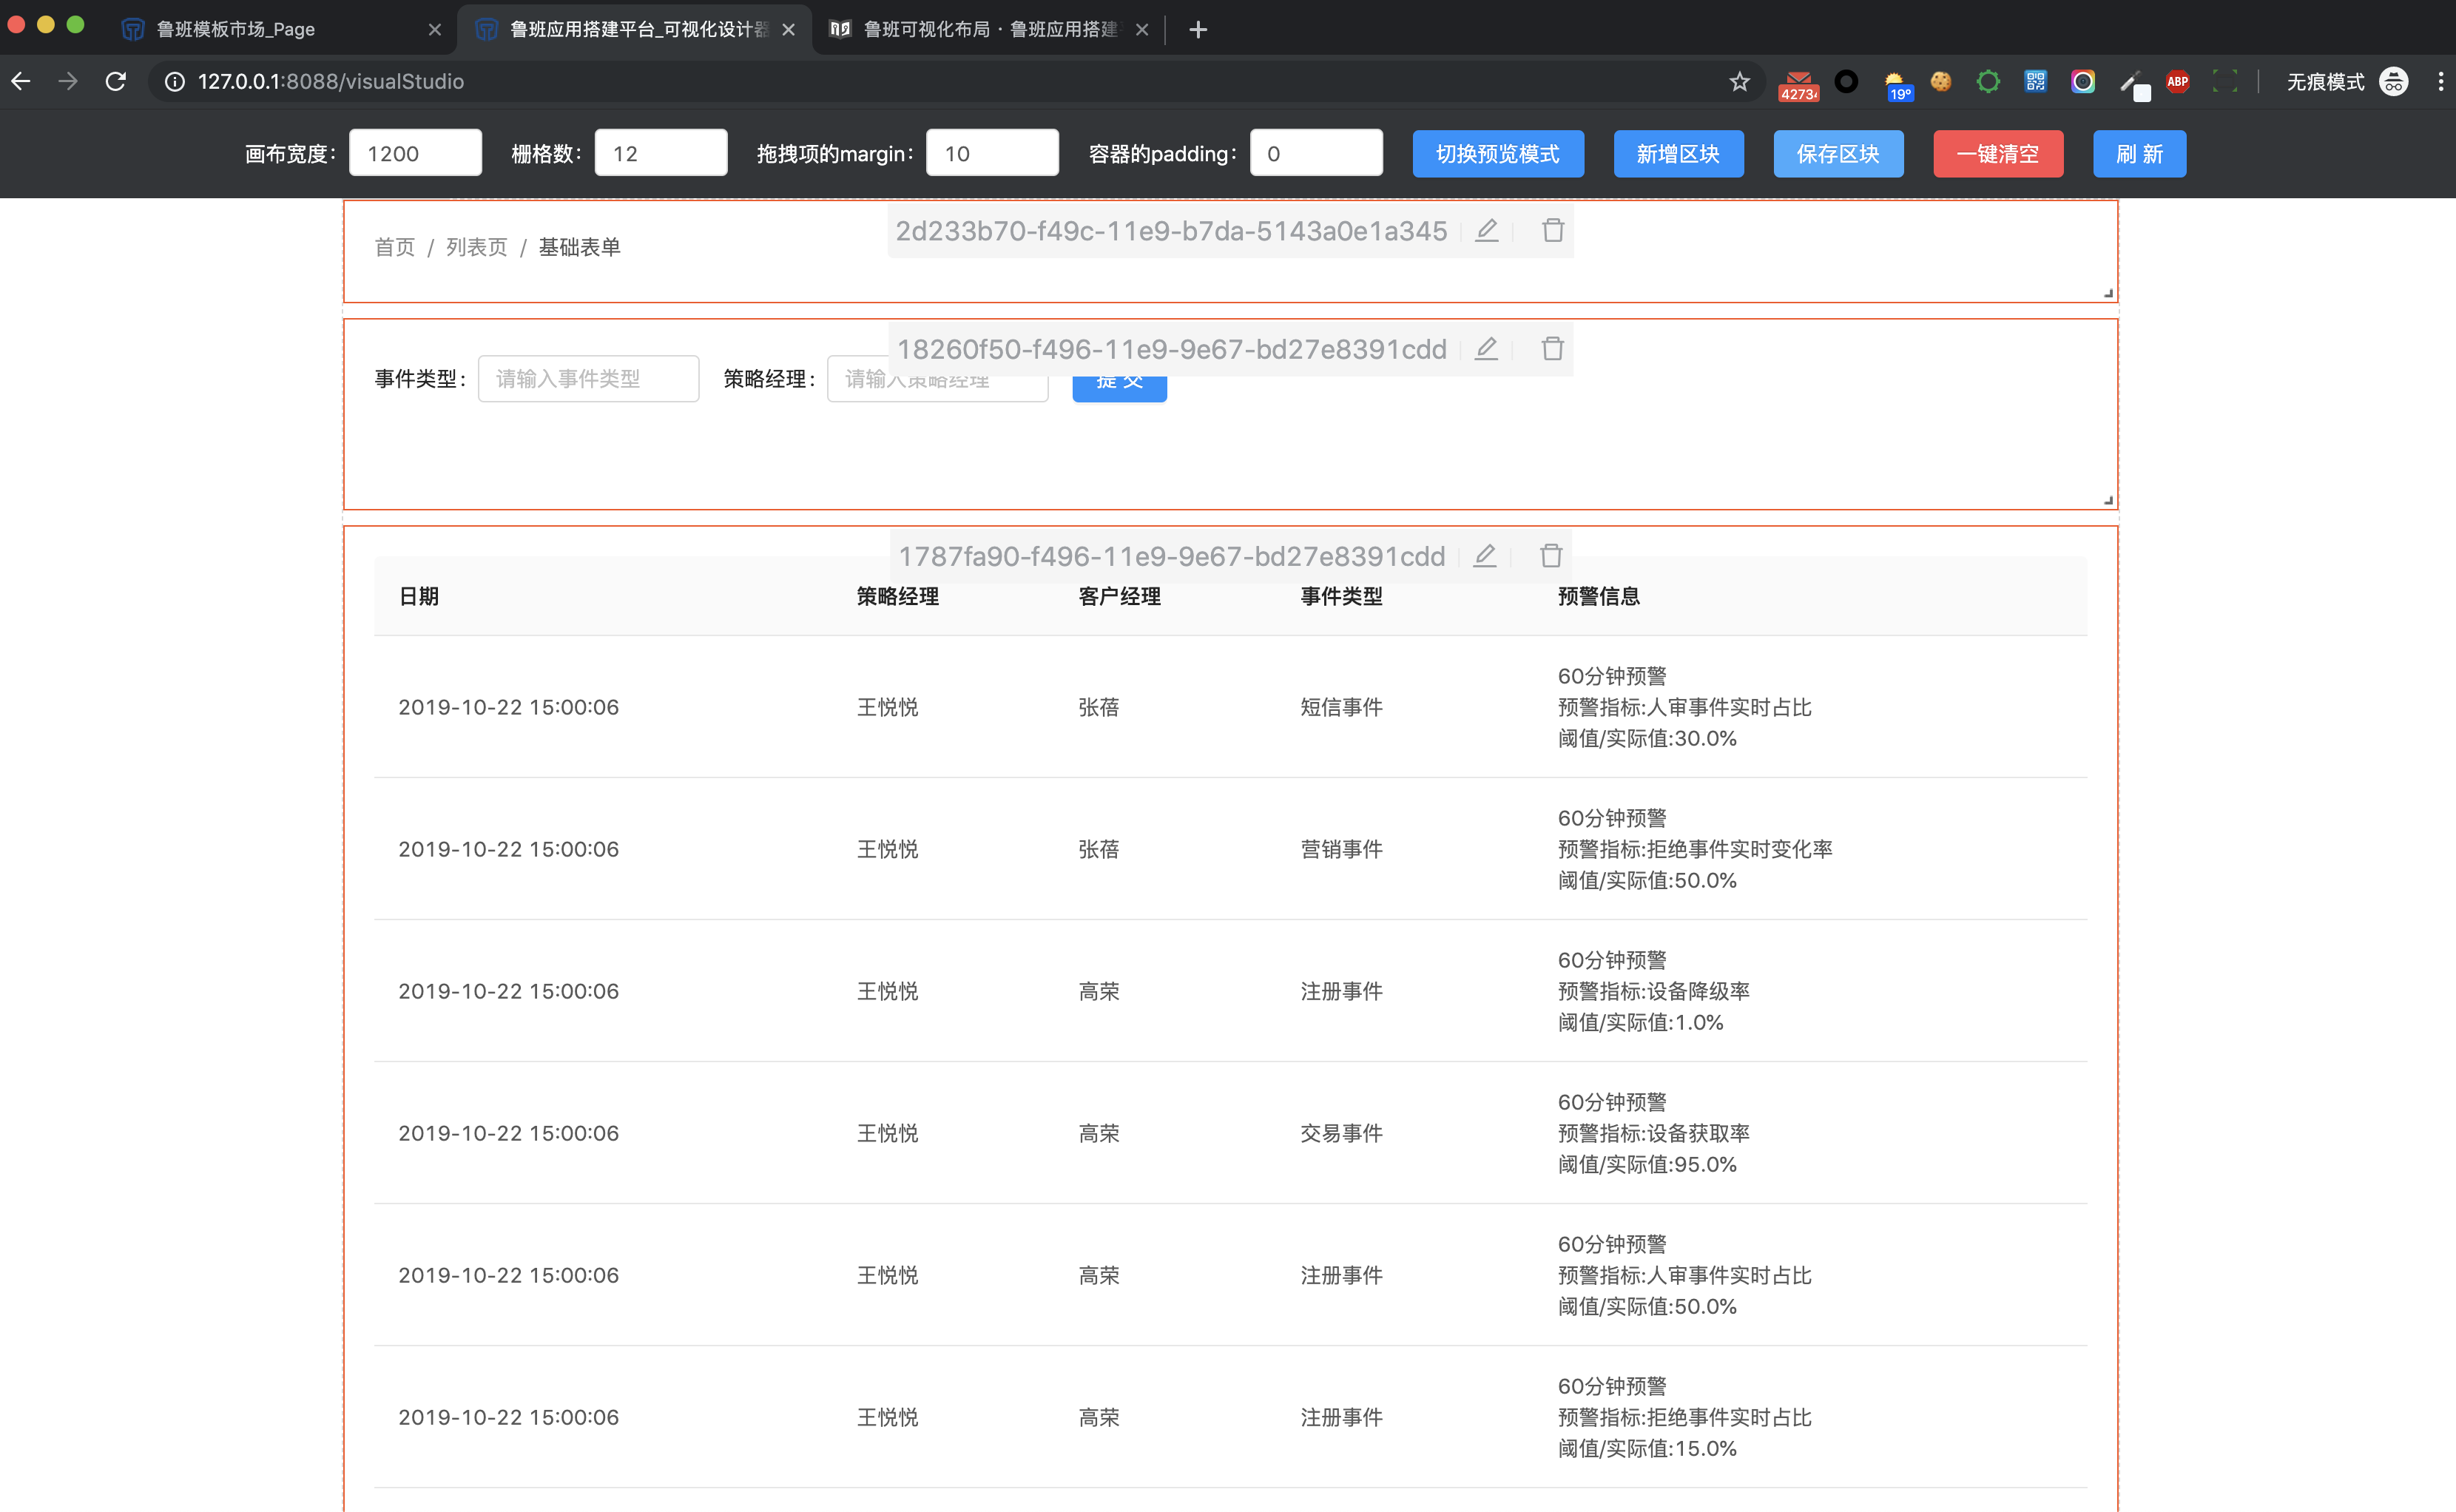 鲁班模板市场_Page
鲁班应用搭建平台_可视化设计器
鲁班可视化布局 · 鲁班应用搭建
127.0.0.1:8088/visualStudio
4273
19°
ABP
无痕模式
画布宽度: 1200 栅格数: 12 拖拽项的margin: 10 容器的padding: 0 切换预览模式 新增区块 保存区块 一键清空 刷 新
2d233b70-f49c-11e9-b7da-5143a0e1a345
首页 / 列表页 / 基础表单
18260f50-f496-11e9-9e67-bd27e8391cdd
事件类型: 请输入事件类型 策略经理: 请输入策略经理 提 交
1787fa90-f496-11e9-9e67-bd27e8391cdd
日期 策略经理 客户经理 事件类型 预警信息
60分钟预警
2019-10-22 15:00:06 王悦悦 张蓓 短信事件 预警指标:人审事件实时占比
阈值/实际值:30.0%
60分钟预警
2019-10-22 15:00:06 王悦悦 张蓓 营销事件 预警指标:拒绝事件实时变化率
阈值/实际值:50.0%
60分钟预警
2019-10-22 15:00:06 王悦悦 高荣 注册事件 预警指标:设备降级率
阈值/实际值:1.0%
60分钟预警
2019-10-22 15:00:06 王悦悦 高荣 交易事件 预警指标:设备获取率
阈值/实际值:95.0%
60分钟预警
2019-10-22 15:00:06 王悦悦 高荣 注册事件 预警指标:人审事件实时占比
阈值/实际值:50.0%
60分钟预警
2019-10-22 15:00:06 王悦悦 高荣 注册事件 预警指标:拒绝事件实时占比
阈值/实际值:15.0%